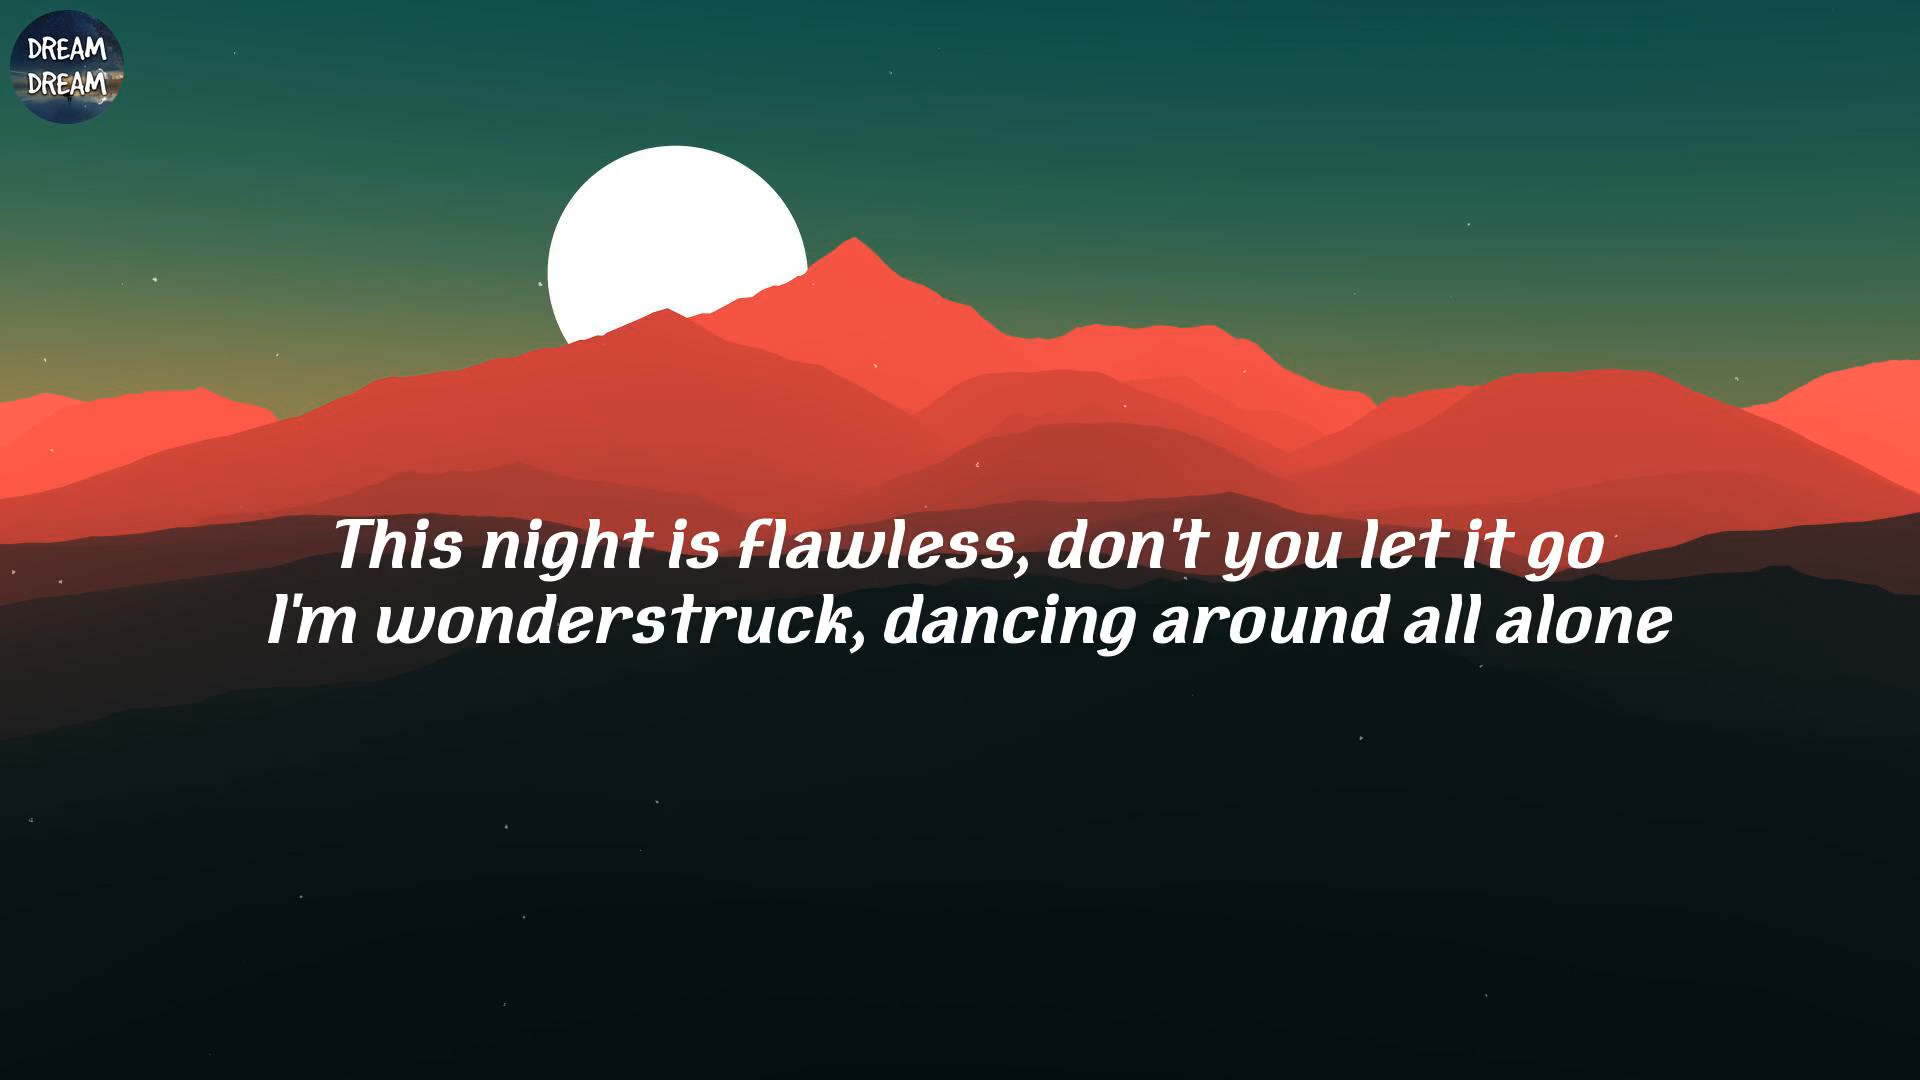 DREAM
DREAM
This night is flawless, don't you let it go
I'm wonderstruck, dancing around all alone